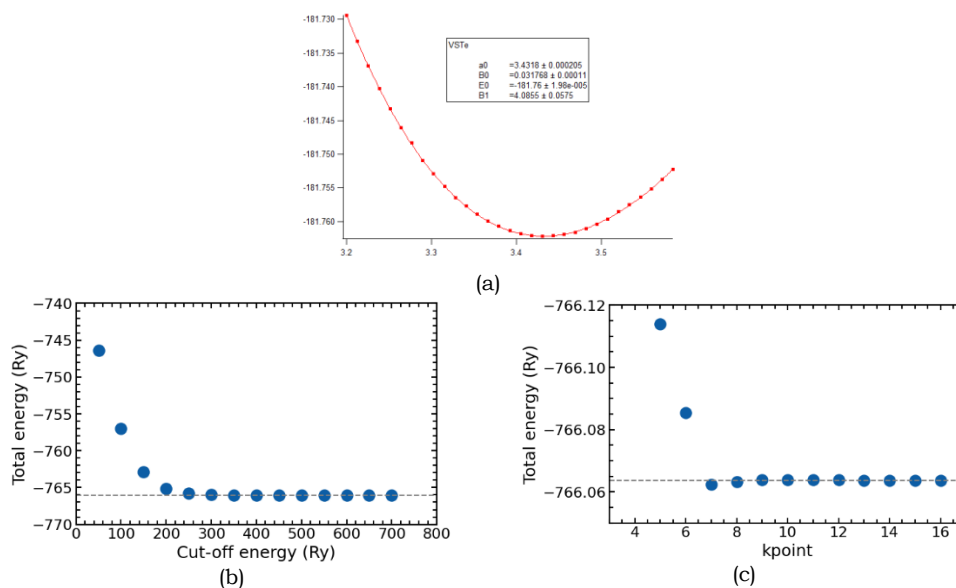 -181.730
-181.735
-181.740
-181.745
-181.750
-181.755
-181.760
VSTe
a0 =3.4318 ± 0.000205
B0 =0.031768 ± 0.00011
E0 =-181.76 ± 1.98e-005
B1 =4.0855 ± 0.0575
3.2 3.3 3.4 3.5
(a)
Total energy (Ry)
−740
−745
−750
−755
−760
−765
−770
0 100 200 300 400 500 600 700 800
Cut-off energy (Ry)
(b)
Total energy (Ry)
−766.12
−766.10
−766.08
−766.06
4 6 8 10 12 14 16
kpoint
(c)